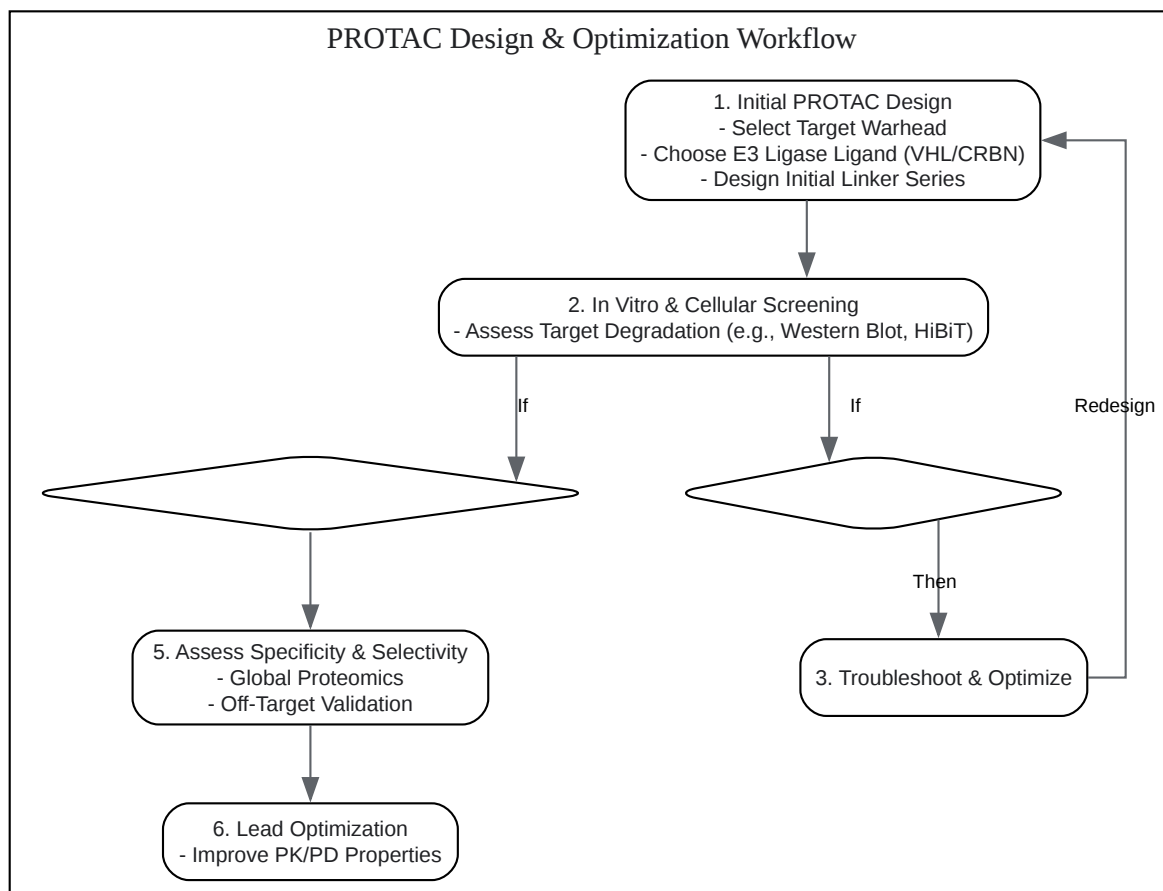 PROTAC Design & Optimization Workflow
1. Initial PROTAC Design
- Select Target Warhead
- Choose E3 Ligase Ligand (VHL/CRBN)
- Design Initial Linker Series
2. In Vitro & Cellular Screening
- Assess Target Degradation (e.g., Western Blot, HiBiT)
If
If
Redesign
Then
5. Assess Specificity & Selectivity
- Global Proteomics
- Off-Target Validation
3. Troubleshoot & Optimize
6. Lead Optimization
- Improve PK/PD Properties